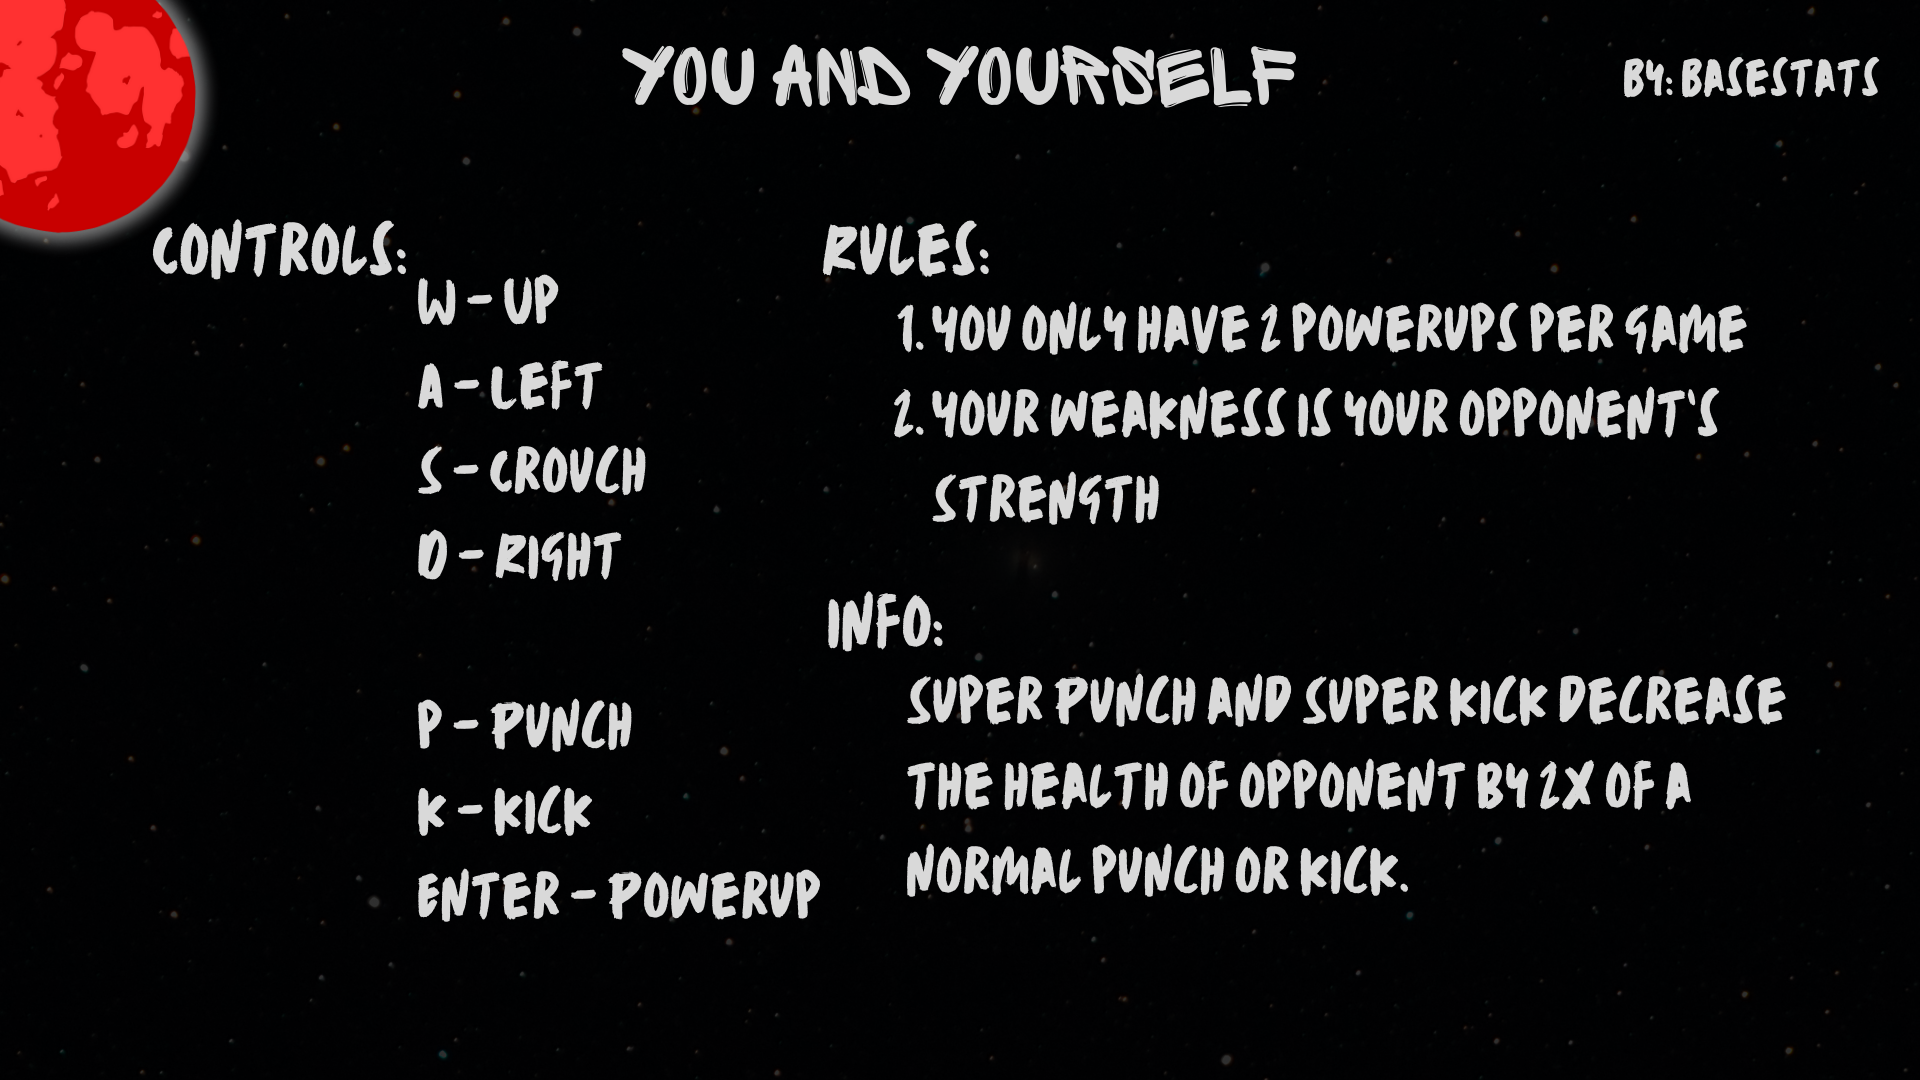 YOU AND YOURSELF
BY: BASESTATS
CONTROLS:
W - UP
A - LEFT
S - CROUCH
D - RIGHT
P - PUNCH
K - KICK
ENTER - POWERUP
RULES:
1. YOU ONLY HAVE 2 POWERUPS PER GAME
2. YOUR WEAKNESS IS YOUR OPPONENT'S
STRENGTH
INFO:
SUPER PUNCH AND SUPER KICK DECREASE
THE HEALTH OF OPPONENT BY 2X OF A
NORMAL PUNCH OR KICK.